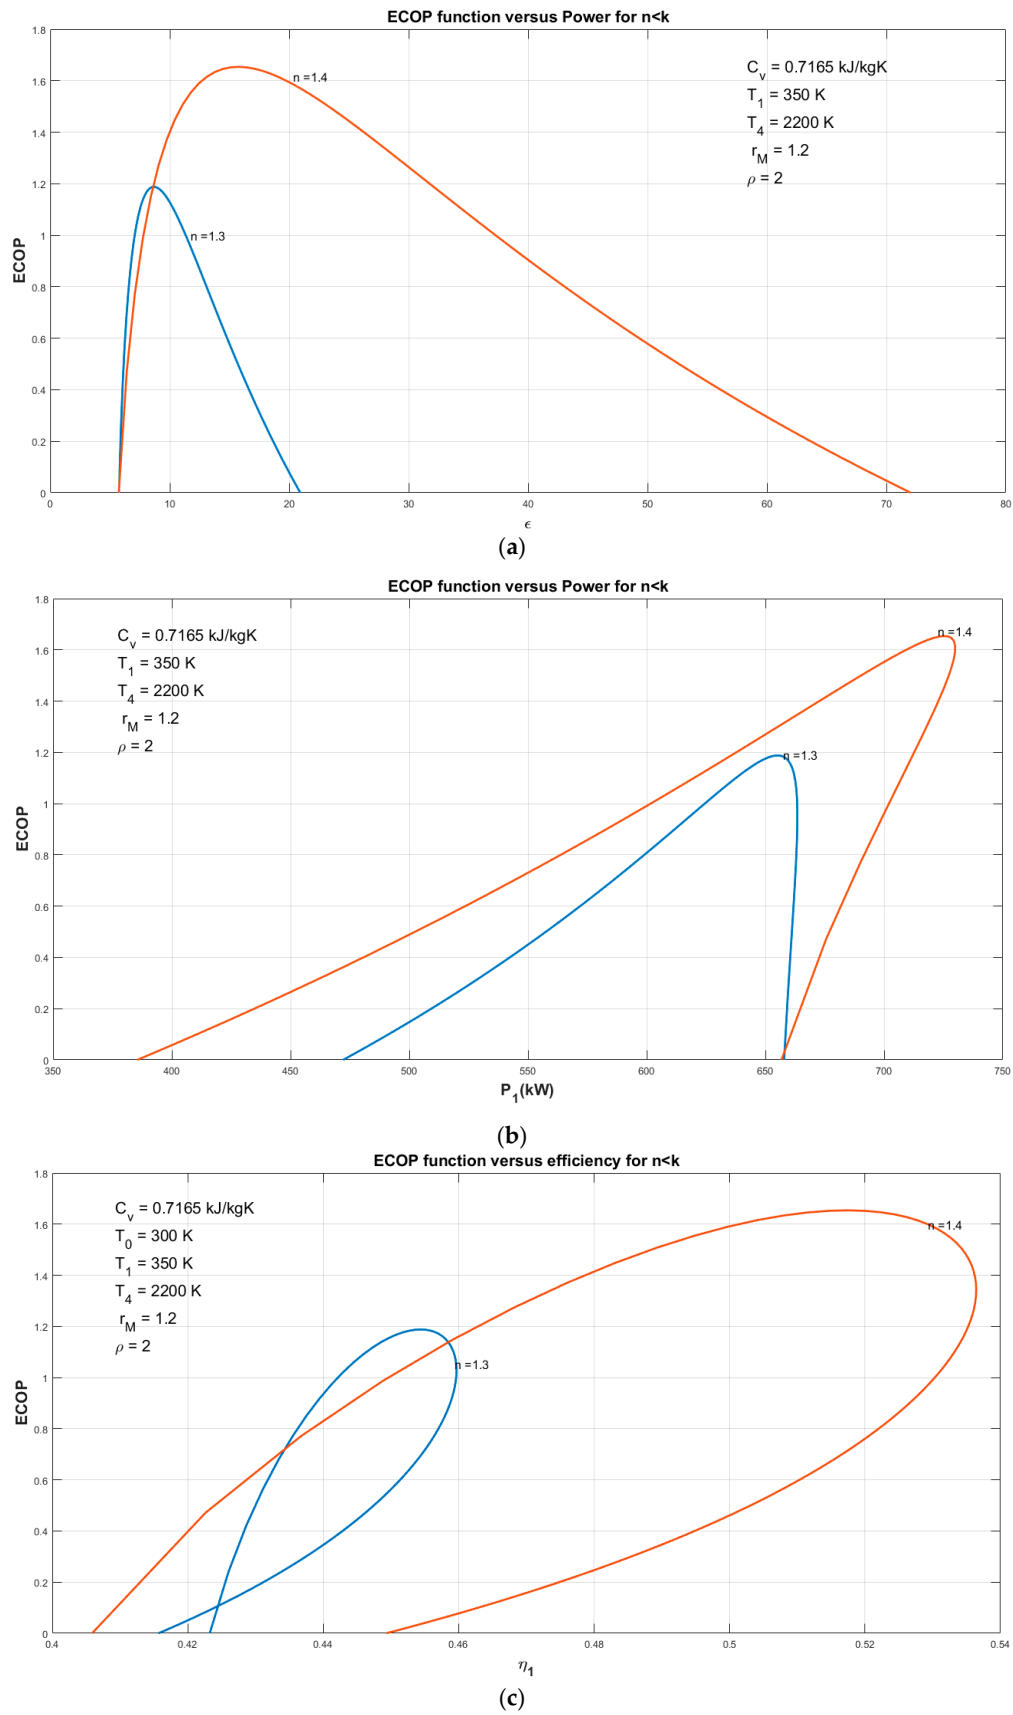 ECOP function versus Power for n<k
1.8
1.6
1.4
1.2
1
0.8
0.6
0.4
0.2
0
ECOP
n =1.4
n =1.3
C_v = 0.7165 kJ/kgK
T_1 = 350 K
T_4 = 2200 K
r_M = 1.2
ρ = 2
0 10 20 30 40 50 60 70 80
ϵ
(a)
ECOP function versus Power for n<k
1.8
1.6
1.4
1.2
1
0.8
0.6
0.4
0.2
0
ECOP
C_v = 0.7165 kJ/kgK
T_1 = 350 K
T_4 = 2200 K
r_M = 1.2
ρ = 2
n =1.4
n =1.3
350 400 450 500 550 600 650 700 750
P_1(kW)
(b)
ECOP function versus efficiency for n<k
1.8
1.6
1.4
1.2
1
0.8
0.6
0.4
0.2
0
ECOP
C_v = 0.7165 kJ/kgK
T_0 = 300 K
T_1 = 350 K
T_4 = 2200 K
r_M = 1.2
ρ = 2
n =1.4
n =1.3
0.4 0.42 0.44 0.46 0.48 0.5 0.52 0.54
η_1
(c)